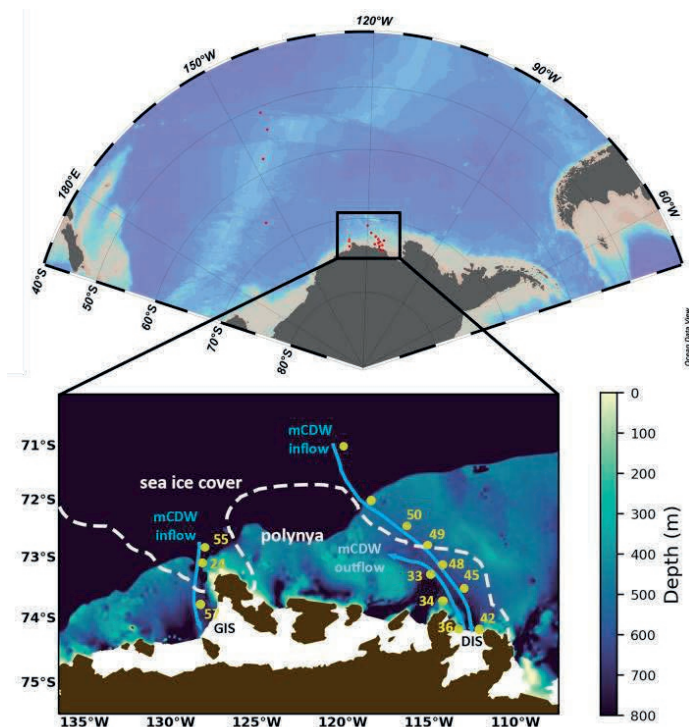 120°W
150°W
90°W
180°E
60°W
40°S
50°S
60°S
70°S
80°S
Ocean Data View
71°S
72°S
73°S
74°S
75°S
mCDW
inflow
sea ice cover
mCDW
inflow
polynya
mCDW
outflow
50
49
48
45
55
24
57
33
34
36
42
GIS
DIS
135°W
130°W
125°W
120°W
115°W
110°W
0
100
200
300
400
500
600
700
800
Depth (m)